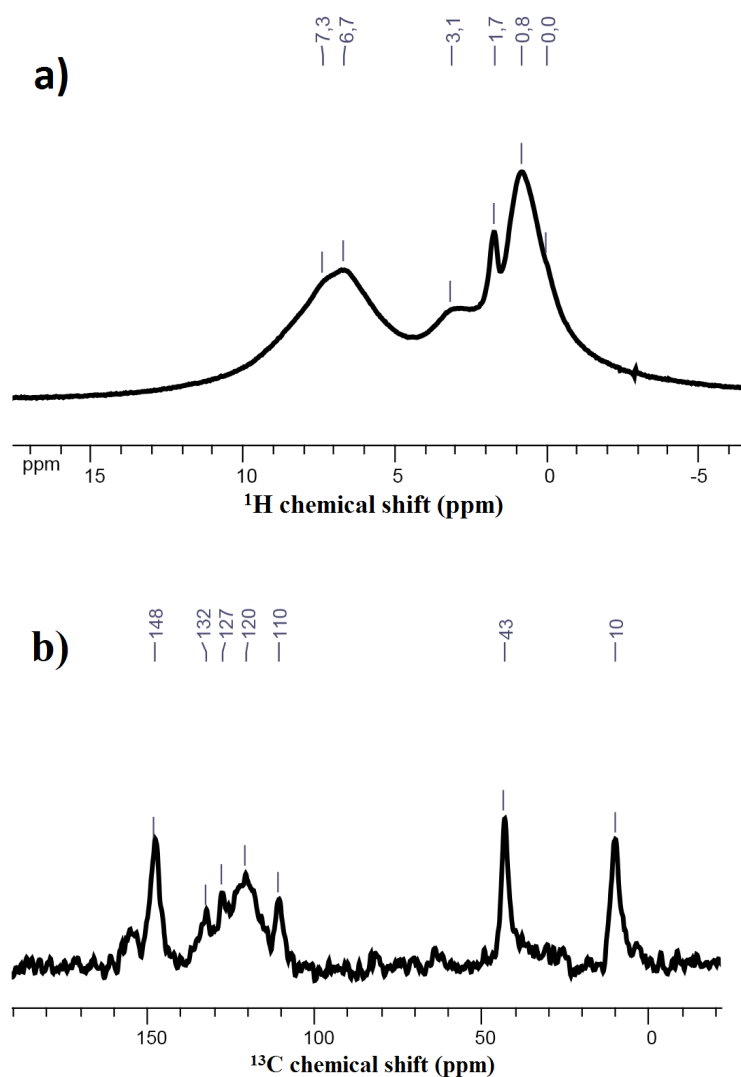 7,3 6,7 3,1 1,7 0,8 0,0
a)
ppm 15 10 5 0 -5
¹H chemical shift (ppm)
148 132 127 120 110 43 10
b)
150 100 50 0
¹³C chemical shift (ppm)